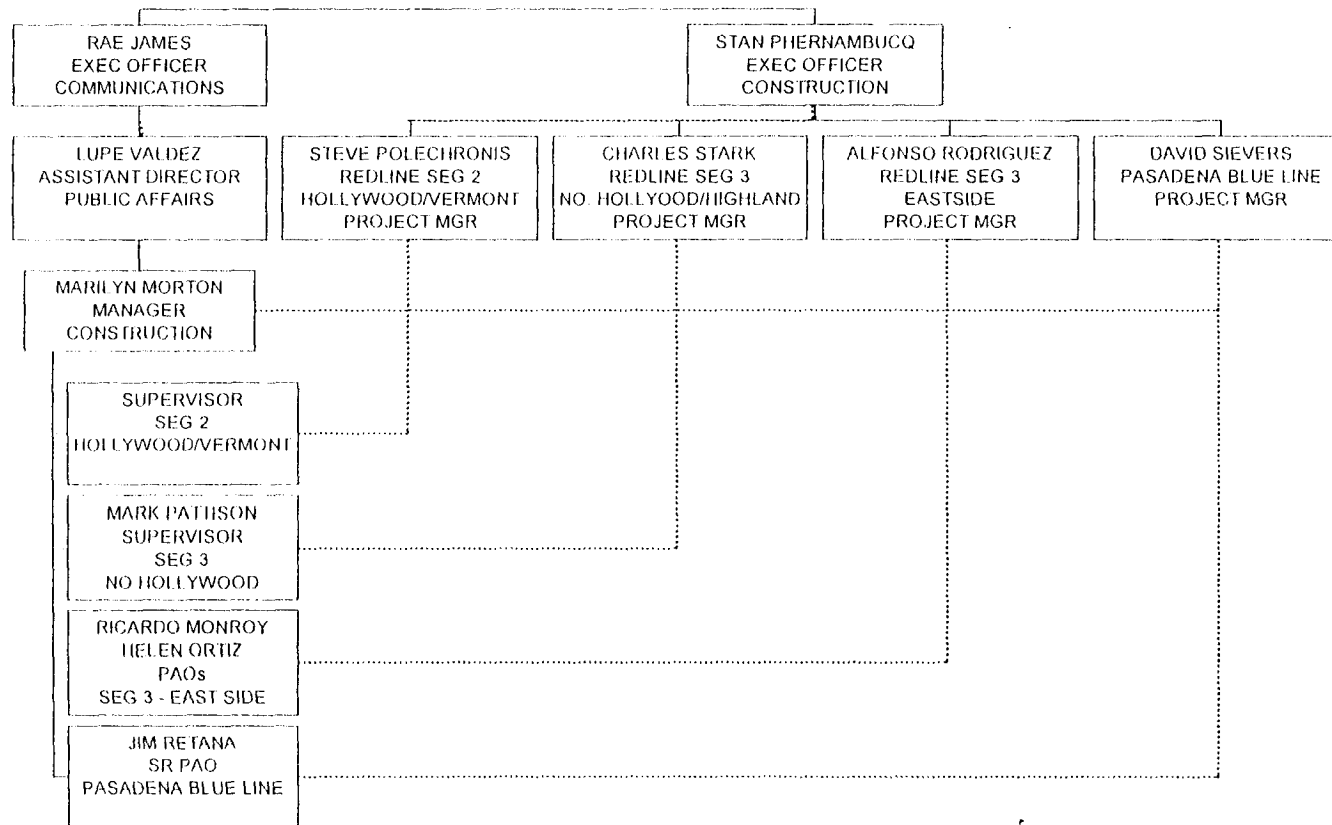 RAE JAMES
EXEC OFFICER
COMMUNICATIONS
STAN PHERNAMBUCQ
EXEC OFFICER
CONSTRUCTION
LUPE VALDEZ
ASSISTANT DIRECTOR
PUBLIC AFFAIRS
STEVE POLECHRONIS
REDLINE SEG 2
HOLLYWOOD/VERMONT
PROJECT MGR
CHARLES STARK
REDLINE SEG 3
NO. HOLLYOOD/HIGHLAND
PROJECT MGR
ALFONSO RODRIGUEZ
REDLINE SEG 3
EASTSIDE
PROJECT MGR
DAVID SIEVERS
PASADENA BLUE LINE
PROJECT MGR
MARILYN MORTON
MANAGER
CONSTRUCTION
SUPERVISOR
SEG 2
HOLLYWOOD/VERMONT
MARK PATTISON
SUPERVISOR
SEG 3
NO HOLLYWOOD
RICARDO MONROY
HELEN ORTIZ
PAOs
SEG 3 - EAST SIDE
JIM RETANA
SR PAO
PASADENA BLUE LINE